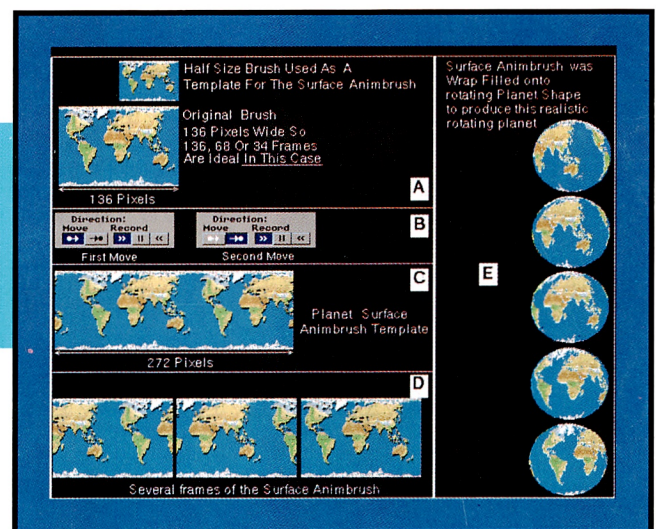 Half Size Brush Used As A
Template For The Surface Animbrush
Original Brush
136 Pixels Wide So
136, 68 Or 34 Frames
Are Ideal In This Case
136 Pixels
A
Direction:
Move Record
First Move
Direction:
Move Record
Second Move
B
C
Planet Surface
Animbrush Template
272 Pixels
D
Several frames of the Surface Animbrush
Surface Animbrush was
Wrap Filled onto
rotating Planet Shape
to produce this realistic
rotating planet
E